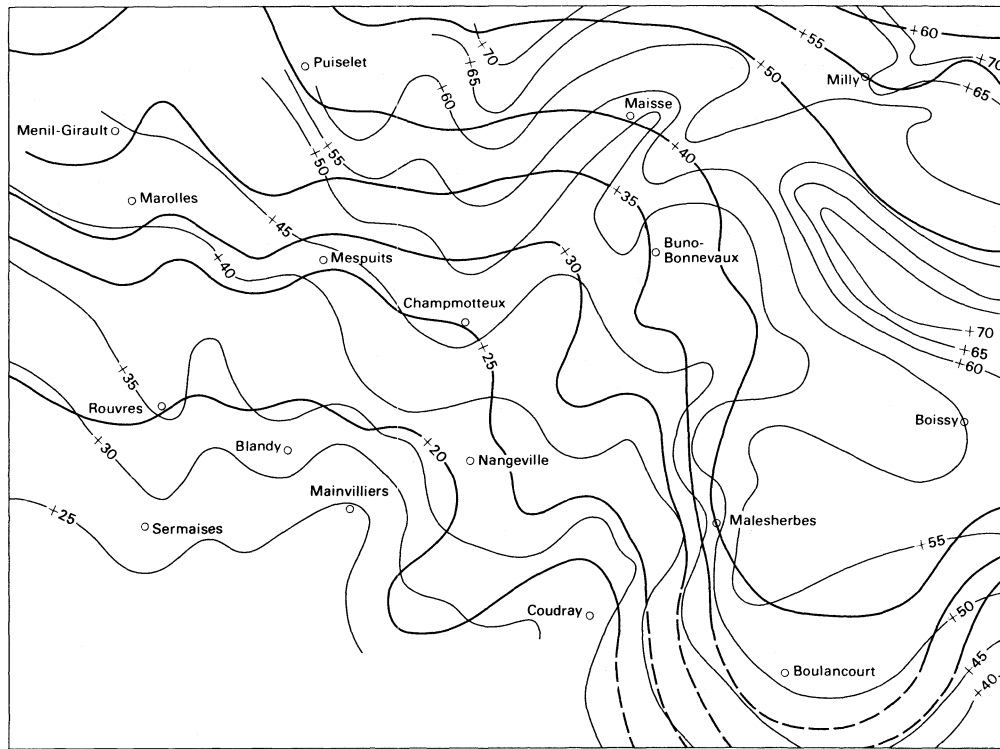 +60
+55
+70
+70
Puiselet
+65
+50
Milly
+65
+60
Maisse
Menil-Girault
+55
+40
+50
+35
Marolles
+45
Buno-
Bonnevaux
+30
Mespuits
+40
Champmotteux
+70
+25
+65
+60
+35
Rouvres
Boissy
+30
Blandy
+20
Nangeville
Mainvilliers
+25
Sermaises
Malesherbes
+55
Coudray
+50
+45
Boulancourt
+40